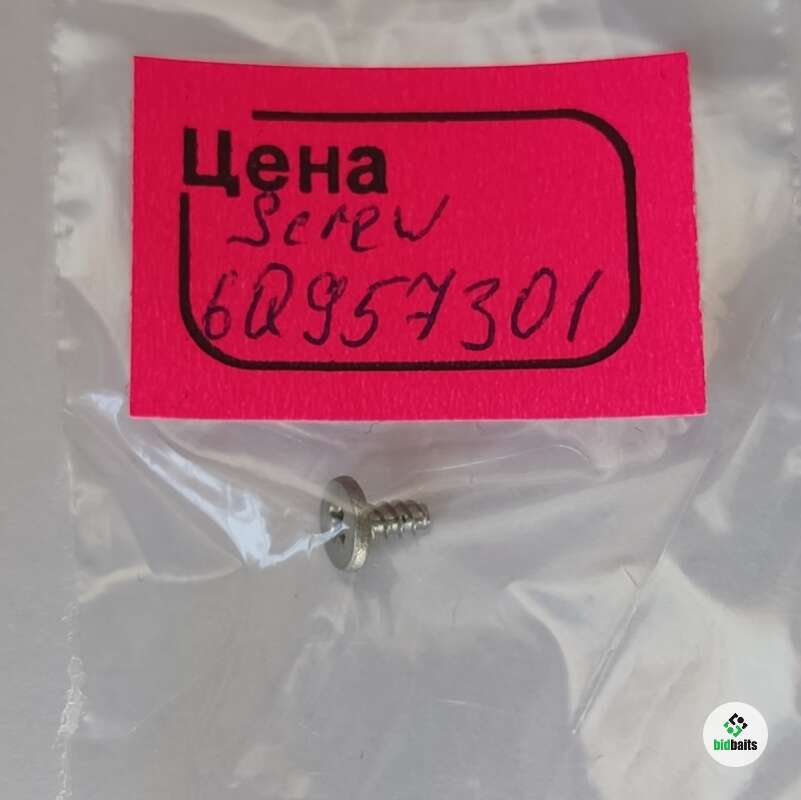 Цена
Screw
6Q957301
bidbaits